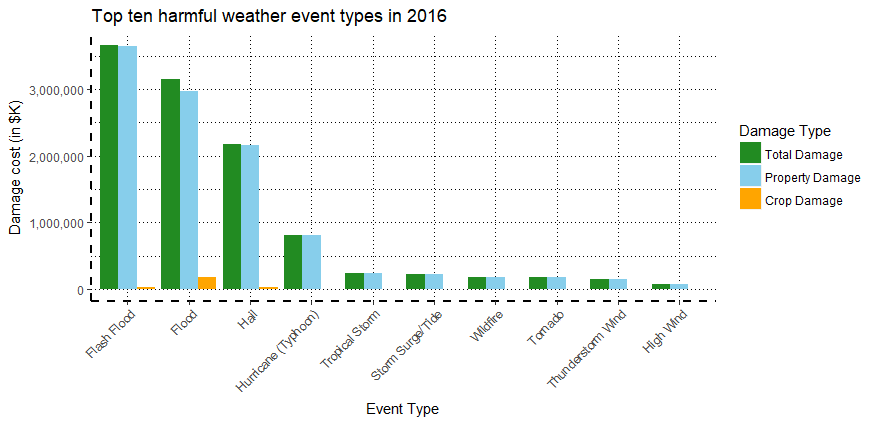 Top ten harmful weather event types in 2016
Damage cost (in $K)
3,000,000
2,000,000
1,000,000
0
Flash Flood
Flood
Hail
Hurricane (Typhoon)
Tropical Storm
Storm Surge/Tide
Wildfire
Tornado
Thunderstorm Wind
High Wind
Event Type
Damage Type
Total Damage
Property Damage
Crop Damage